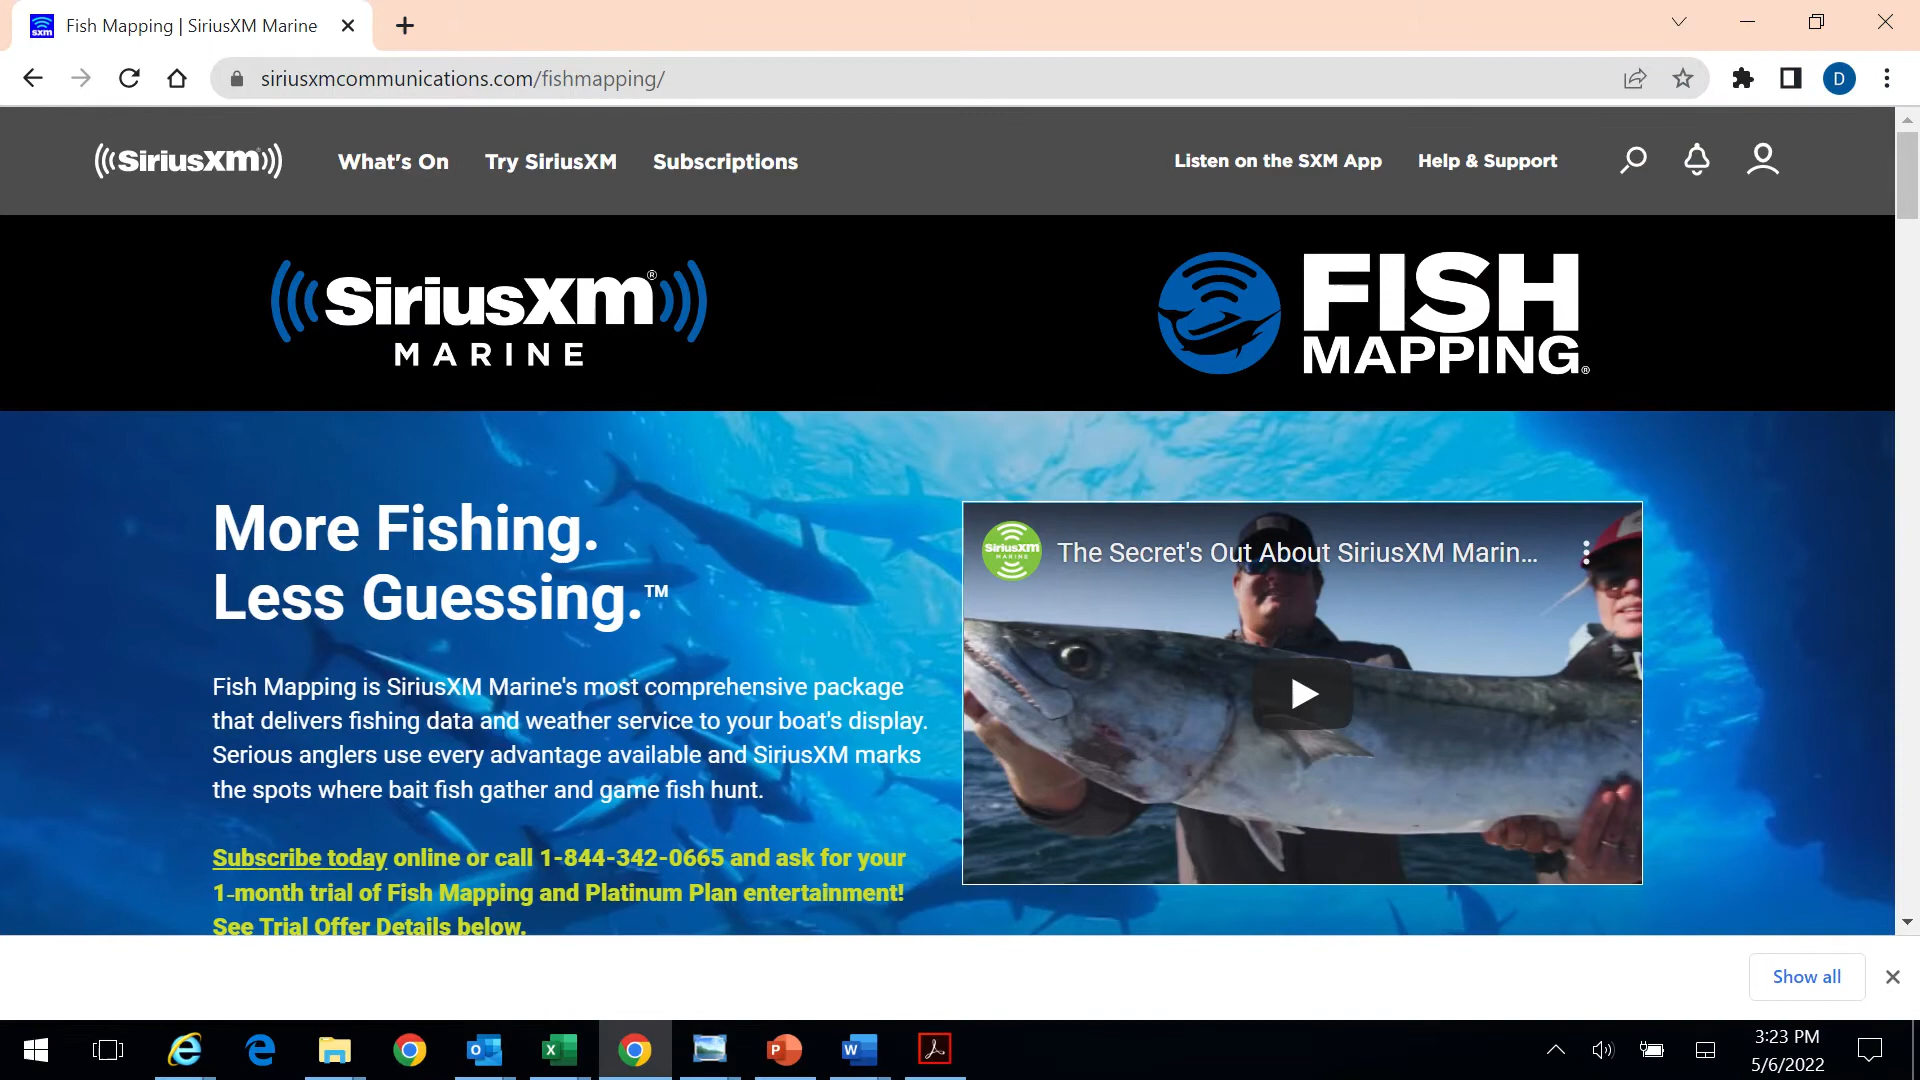 Fish Mapping | SiriusXM Marine
siriusxmcommunications.com/fishmapping/
D
SiriusXM What's On Try SiriusXM Subscriptions Listen on the SXM App Help & Support
SiriusXM®
MARINE
FISH
MAPPING®
More Fishing.
Less Guessing.™
Fish Mapping is SiriusXM Marine's most comprehensive package
that delivers fishing data and weather service to your boat's display.
Serious anglers use every advantage available and SiriusXM marks
the spots where bait fish gather and game fish hunt.
Subscribe today online or call 1-844-342-0665 and ask for your
1-month trial of Fish Mapping and Platinum Plan entertainment!
See Trial Offer Details below.
SiriusXM
MARINE
The Secret's Out About SiriusXM Marin...
Show all
3:23 PM
5/6/2022